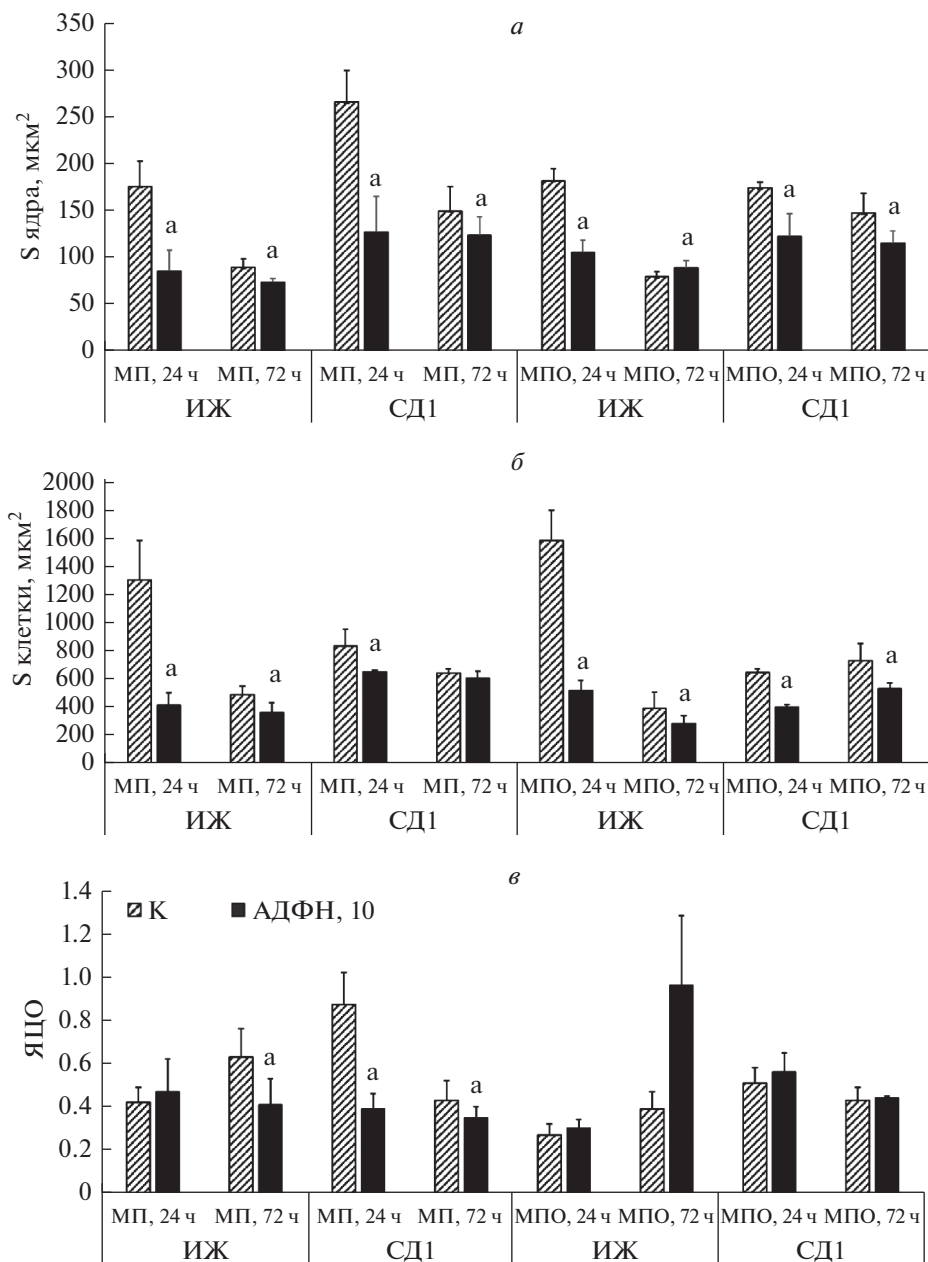 а
350
300
250
200
150
100
50
0
S ядра, мкм²
a a a a a a a
МП, 24 ч МП, 72 ч МП, 24 ч МП, 72 ч МПО, 24 ч МПО, 72 ч МПО, 24 ч МПО, 72 ч
ИЖ СД1 ИЖ СД1
б
2000
1800
1600
1400
1200
1000
800
600
400
200
0
S клетки, мкм²
a a a a a a a
МП, 24 ч МП, 72 ч МП, 24 ч МП, 72 ч МПО, 24 ч МПО, 72 ч МПО, 24 ч МПО, 72 ч
ИЖ СД1 ИЖ СД1
в
1.4
1.2
1.0
0.8
0.6
0.4
0.2
0
ЯЦО
К АДФН, 10
a a a
МП, 24 ч МП, 72 ч МП, 24 ч МП, 72 ч МПО, 24 ч МПО, 72 ч МПО, 24 ч МПО, 72 ч
ИЖ СД1 ИЖ СД1